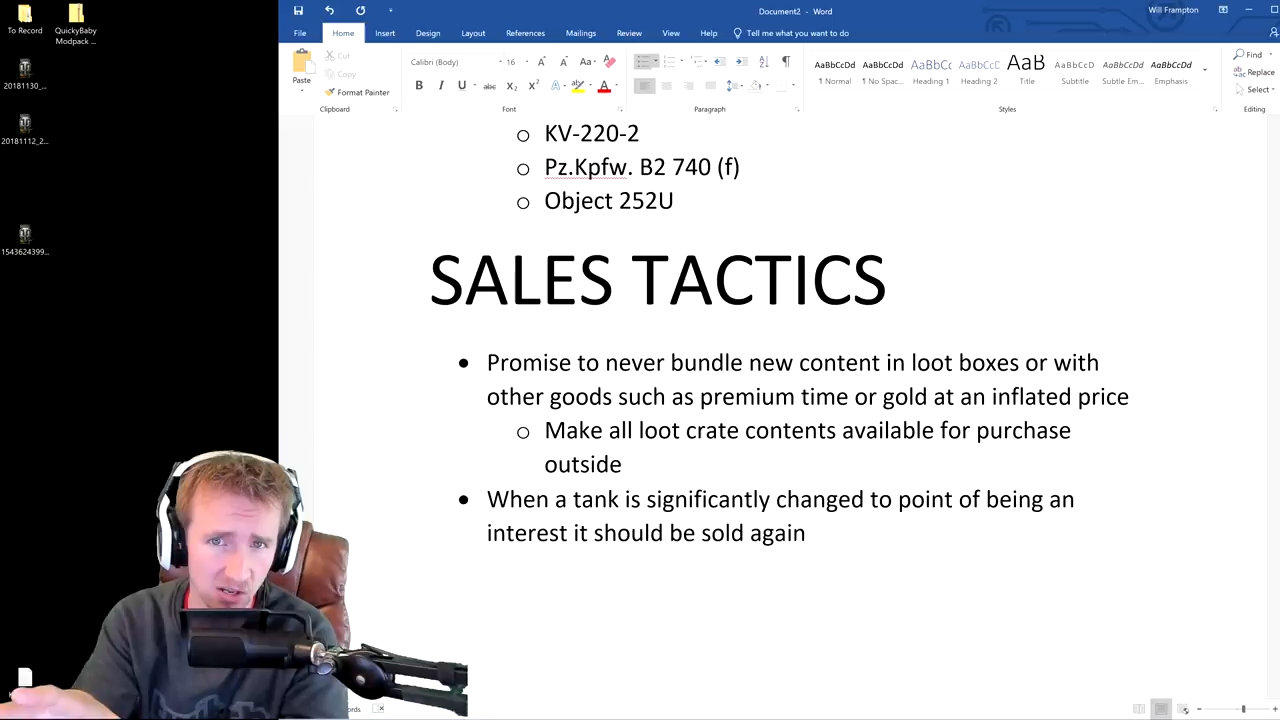 To Record
QuickyBaby
Modpack ...
20181130_...
20181112_2...
1543624399...
Document2 - Word
Will Frampton
File Home Insert Design Layout References Mailings Review View Help Tell me what you want to do
Paste
Cut
Copy
Format Painter
Clipboard
Calibri (Body) 16
Font
Paragraph
AaBbCcDd AaBbCcDd AaBbCc AaBbCcD AaB AaBbCcD AaBbCcDd AaBbCcDd
¶ Normal ¶ No Spac... Heading 1 Heading 2 Title Subtitle Subtle Em... Emphasis
Styles
Find
Replace
Select
Editing
o KV-220-2
o Pz.Kpfw. B2 740 (f)
o Object 252U
SALES TACTICS
• Promise to never bundle new content in loot boxes or with
other goods such as premium time or gold at an inflated price
o Make all loot crate contents available for purchase
outside
• When a tank is significantly changed to point of being an
interest it should be sold again